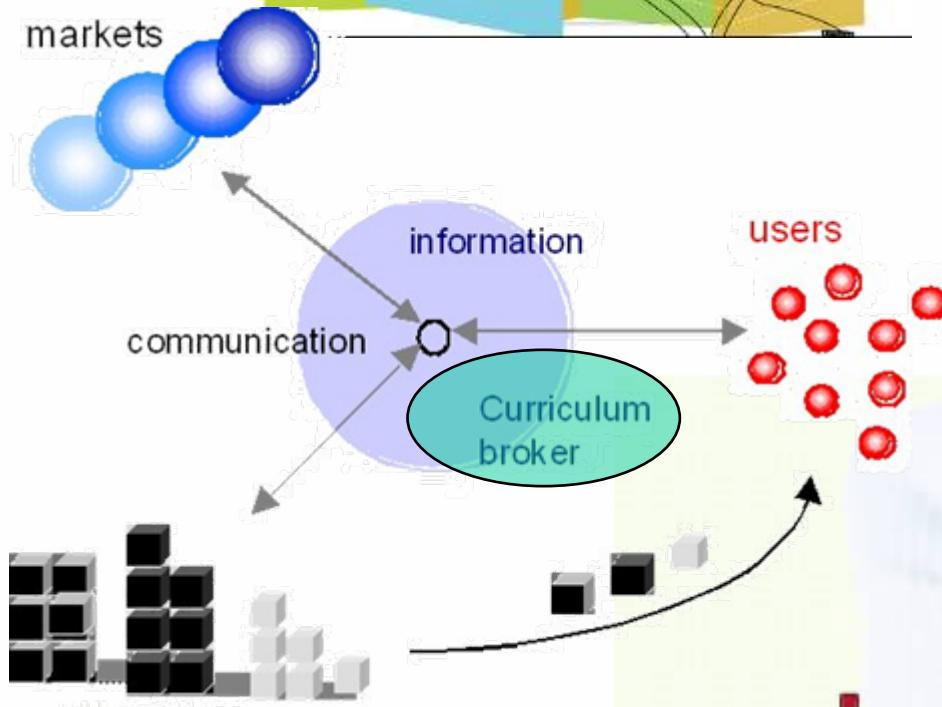 markets
information
users
communication
Curriculum
broker